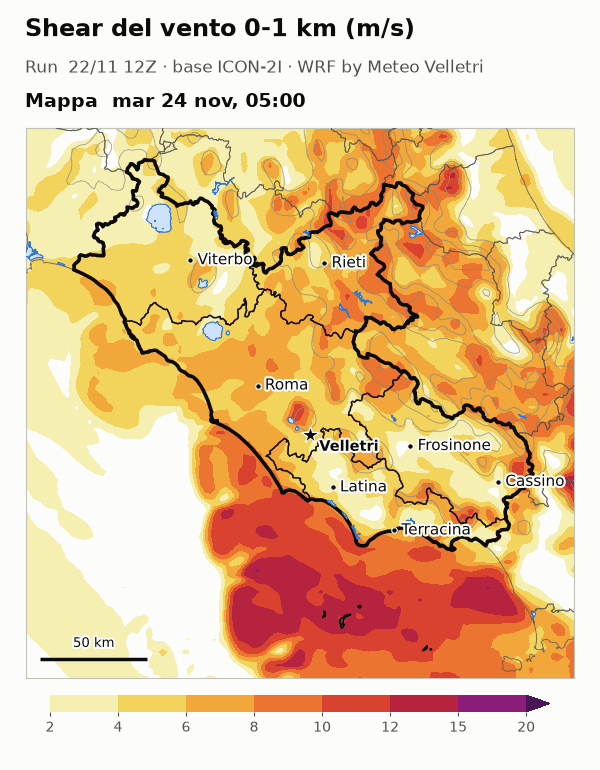 Shear del vento 0-1 km (m/s)
Run  22/11 12Z · base ICON-2I · WRF by Meteo Velletri
Mappa  mar 24 nov, 05:00
Viterbo
Rieti
Roma
Velletri
Frosinone
Latina
Cassino
Terracina
50 km
2 4 6 8 10 12 15 20